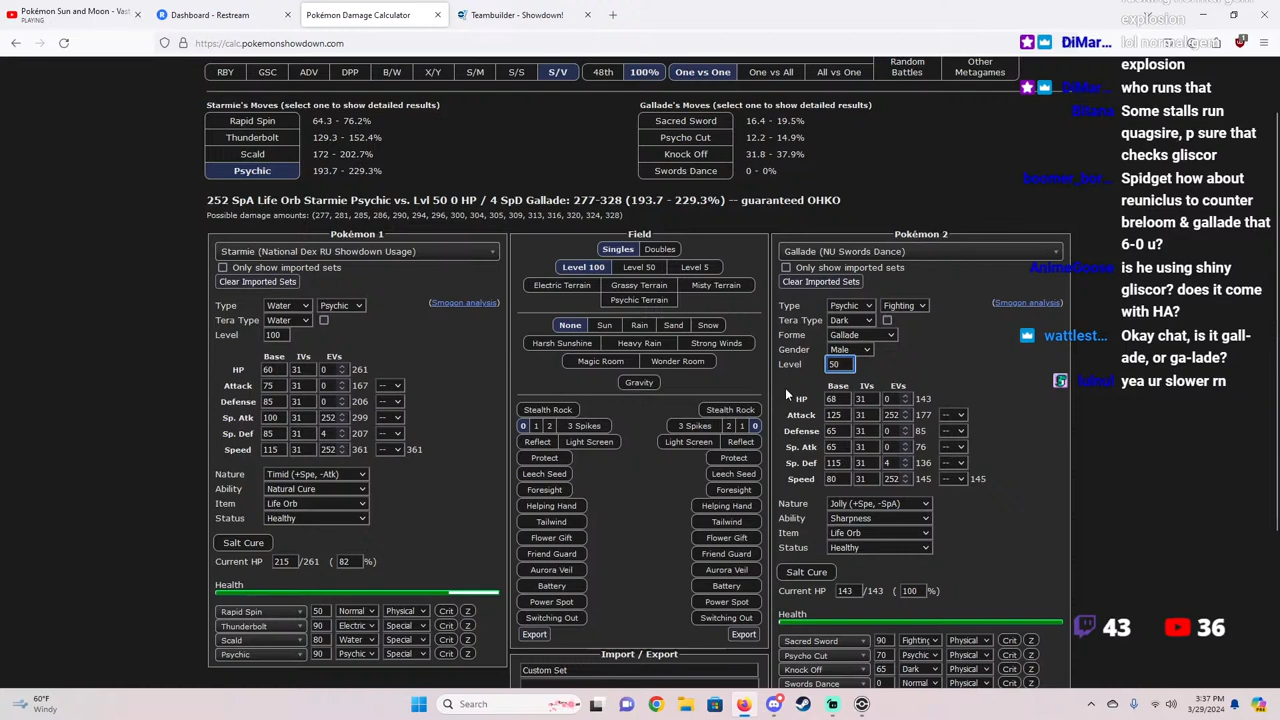 Pokémon Sun and Moon - Vast
PLAYING
Dashboard - Restream
Pokémon Damage Calculator
Teambuilder - Showdown!
https://calc.pokemonshowdown.com
RBY GSC ADV DPP B/W X/Y S/M S/S S/V 48th 100% One vs One One vs All All vs One Random Battles Other Metagames
Starmie's Moves (select one to show detailed results)
Rapid Spin 64.3 - 76.2%
Thunderbolt 129.3 - 152.4%
Scald 172 - 202.7%
Psychic 193.7 - 229.3%
Gallade's Moves (select one to show detailed results)
Sacred Sword 16.4 - 19.5%
Psycho Cut 12.2 - 14.9%
Knock Off 31.8 - 37.9%
Swords Dance 0 - 0%
252 SpA Life Orb Starmie Psychic vs. Lvl 50 0 HP / 4 SpD Gallade: 277-328 (193.7 - 229.3%) -- guaranteed OHKO
Possible damage amounts: (277, 281, 285, 286, 290, 290, 294, 296, 300, 304, 305, 309, 313, 316, 320, 324, 328)
Pokémon 1
Starmie (National Dex RU Showdown Usage)
Only show imported sets
Clear Imported Sets
Type Water Psychic (Smogon analysis)
Tera Type Water
Level 100
Base IVs EVs
HP 60 31 0 261
Attack 75 31 0 167 --
Defense 85 31 0 206 --
Sp. Atk 100 31 252 299 --
Sp. Def 85 31 4 207 --
Speed 115 31 252 361 -- 361
Nature Timid (+Spe, -Atk)
Ability Natural Cure
Item Life Orb
Status Healthy
Salt Cure
Current HP 215 /261 ( 82 %)
Health
Rapid Spin 50 Normal Physical Crit Z
Thunderbolt 90 Electric Special Crit Z
Scald 80 Water Special Crit Z
Psychic 90 Psychic Special Crit Z
Field
Singles Doubles
Level 100 Level 50 Level 5
Electric Terrain Grassy Terrain Misty Terrain
Psychic Terrain
None Sun Rain Sand Snow
Harsh Sunshine Heavy Rain Strong Winds
Magic Room Wonder Room
Gravity
Stealth Rock Stealth Rock
0 1 2 3 Spikes 3 Spikes 2 1 0
Reflect Light Screen Light Screen Reflect
Protect Protect
Leech Seed Leech Seed
Foresight Foresight
Helping Hand Helping Hand
Tailwind Tailwind
Flower Gift Flower Gift
Friend Guard Friend Guard
Aurora Veil Aurora Veil
Battery Battery
Power Spot Power Spot
Switching Out Switching Out
Export Export
Import / Export
Custom Set
Pokémon 2
Gallade (NU Swords Dance)
Only show imported sets
Clear Imported Sets
Type Psychic Fighting (Smogon analysis)
Tera Type Dark
Forme Gallade
Gender Male
Level 50
Base IVs EVs
HP 68 31 0 143
Attack 125 31 252 177 --
Defense 65 31 0 85 --
Sp. Atk 65 31 0 76 --
Sp. Def 115 31 4 136 --
Speed 80 31 252 145 -- 145
Nature Jolly (+Spe, -SpA)
Ability Sharpness
Item Life Orb
Status Healthy
Salt Cure
Current HP 143 /143 ( 100 %)
Health
Sacred Sword 90 Fighting Physical Crit Z
Psycho Cut 70 Psychic Physical Crit Z
Knock Off 65 Dark Physical Crit Z
Swords Dance 0 Normal Physical Crit Z
explosion
DiMar... lol normal gem
explosion
DiMar... who runs that
Ritana Some stalls run
quagsire, p sure that
checks gliscor
Spidget how about
reuniclus to counter
breloom & gallade that
6-0 u?
is he using shiny
gliscor? does it come
with HA?
wattlest... Okay chat, is it gall-
ade, or ga-lade?
yea ur slower rn
43 36
60°F
Cloudy
Search
3:37 PM
3/29/2024